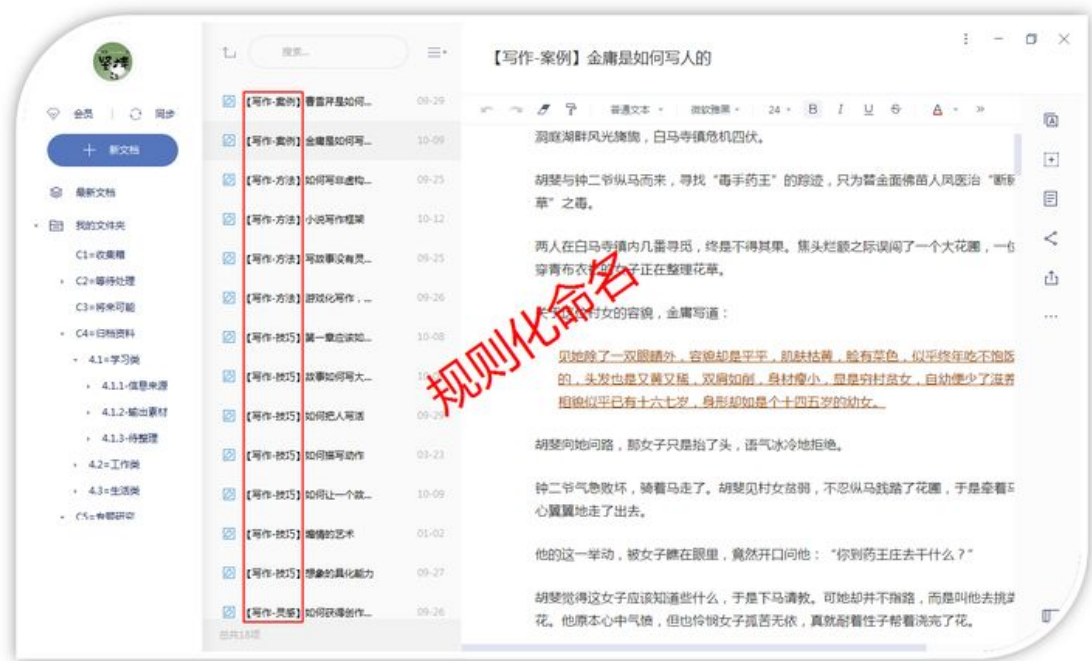 竖排
会员
同步
新文档
最新文档
我的文件夹
C1=收集箱
C2=等待处理
C3=将来可能
C4=归档资料
4.1=学习类
4.1.1-信息来源
4.1.2-输出素材
4.1.3-待整理
4.2=工作类
4.3=生活类
C5=专题研究
搜索...
【写作-案例】曹雪芹是如何... 09-29
【写作-案例】金庸是如何写... 10-09
【写作-方法】如何写非虚构... 09-25
【写作-方法】小说写作框架 10-12
【写作-方法】写故事没有灵... 09-25
【写作-方法】游戏化写作，... 09-26
【写作-技巧】第一章应该如... 10-08
【写作-技巧】故事如何写大...
【写作-技巧】如何把人写活 09-29
【写作-技巧】如何描写动作 03-23
【写作-技巧】如何让一个故... 10-09
【写作-技巧】煽情的艺术 01-02
【写作-技巧】想象的具化能力 09-27
【写作-灵感】如何获得创作... 09-26
总共18项
【写作-案例】金庸是如何写人的
普通文本
微软雅黑
24
B I U S A
洞庭湖畔风光旖旎，白马寺镇危机四伏。
胡斐与钟二爷纵马而来，寻找“毒手药王”的踪迹，只为替金面佛苗人凤医治“断肠
草”之毒。
两人在白马寺镇内几番寻觅，终是不得其果。焦头烂额之际误闯了一个大花圃，一位
穿青布衣衫的女子正在整理花草。
关于这位村女的容貌，金庸写道：
见她除了一双眼睛外，容貌却是平平，肌肤枯黄，脸有菜色，似乎终年吃不饱饭
的，头发也是又黄又稀，双肩如削，身材瘦小，显是穷村贫女，自幼便少了滋养
相貌似乎已有十六七岁，身形却如是个十四五岁的幼女。
胡斐向她问路，那女子只是抬了头，语气冰冷地拒绝。
钟二爷气急败坏，骑着马走了。胡斐见村女贫弱，不忍纵马践踏了花圃，于是牵着马
心翼翼地走了出去。
他的这一举动，被女子瞧在眼里，竟然开口问他：“你到药王庄去干什么？”
胡斐觉得这女子应该知道些什么，于是下马请教。可她却并不指路，而是叫他去挑粪
花。他原本心中气愤，但也怜悯女子孤苦无依，真就耐着性子帮着浇完了花。
规则化命名